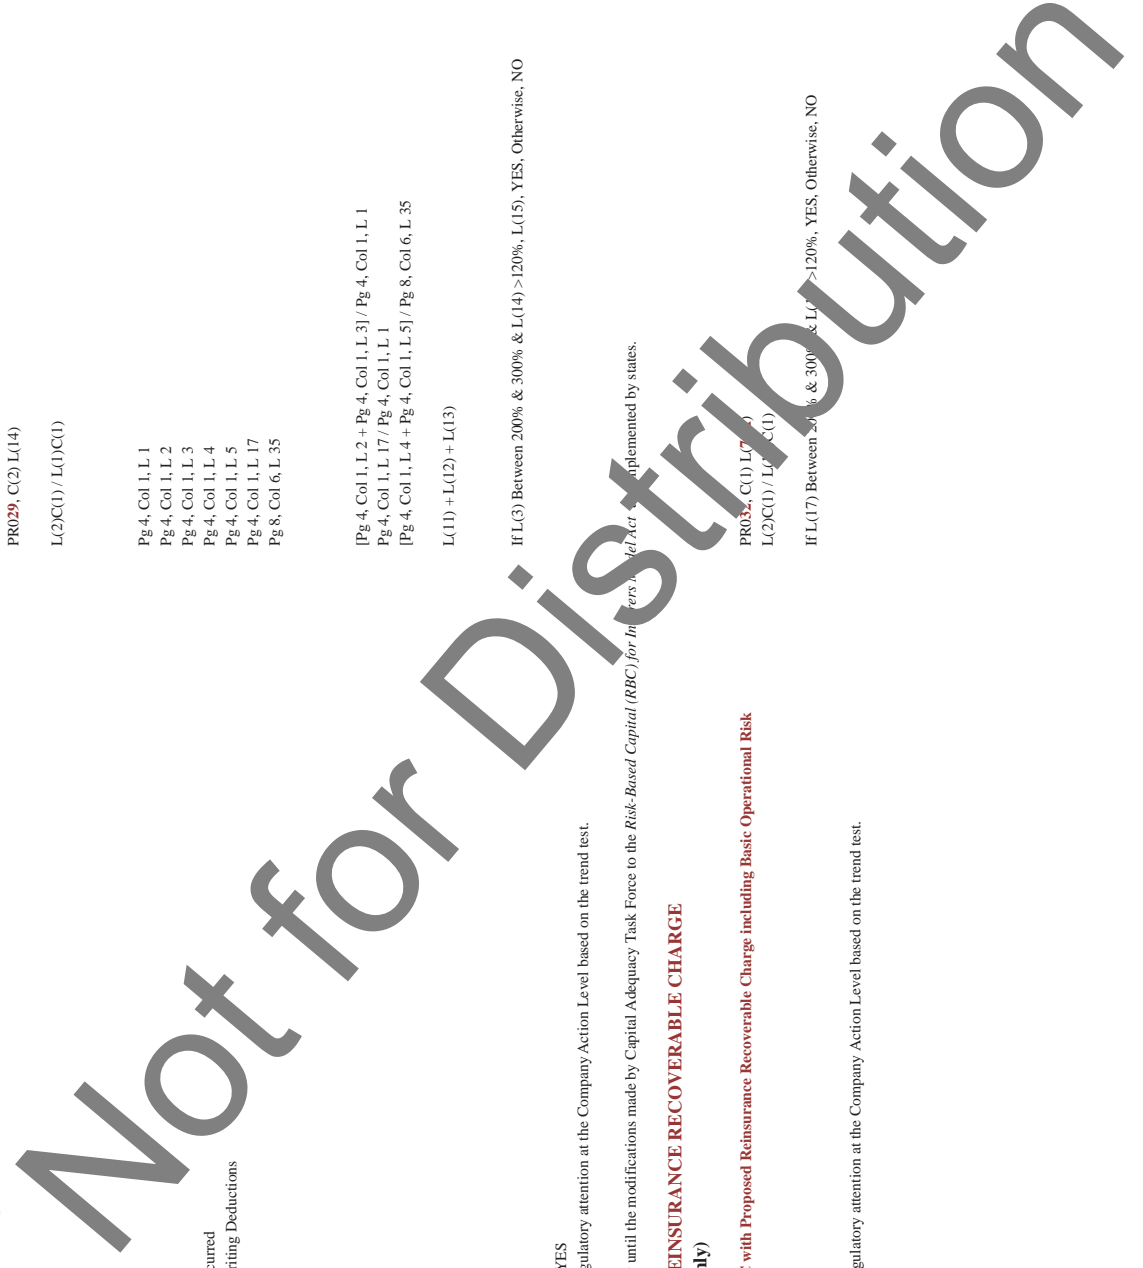 PR029, C(2) L(14)
L(2)C(1) / L(1)C(1)
Pg 4, Col 1, L 1
Pg 4, Col 1, L 2
Pg 4, Col 1, L 3
Pg 4, Col 1, L 4
Pg 4, Col 1, L 5
Pg 4, Col 1, L 17
Pg 8, Col 6, L 35
[Pg 4, Col 1, L 2 + Pg 4, Col 1, L 3] / Pg 4, Col 1, L 1
Pg 4, Col 1, L 17 / Pg 4, Col 1, L 1
[Pg 4, Col 1, L 4 + Pg 4, Col 1, L 5] / Pg 8, Col 6, L 35
L(11) + L(12) + L(13)
If L(3) Between 200% & 300% & L(14) >120%, L(15), YES, Otherwise, NO
YES
gulatory attention at the Company Action Level based on the trend test.
until the modifications made by Capital Adequacy Task Force to the Risk-Based Capital (RBC) for Act implemented by states.
EINSURANCE RECOVERABLE CHARGE
nly)
with Proposed Reinsurance Recoverable Charge including Basic Operational Risk
PR032, C(1)
L(2)C(1) / C(1)
If L(17) Between & 300% & >120%, YES, Otherwise, NO
gulatory attention at the Company Action Level based on the trend test.
curred
riting Deductions
Not for Distribution